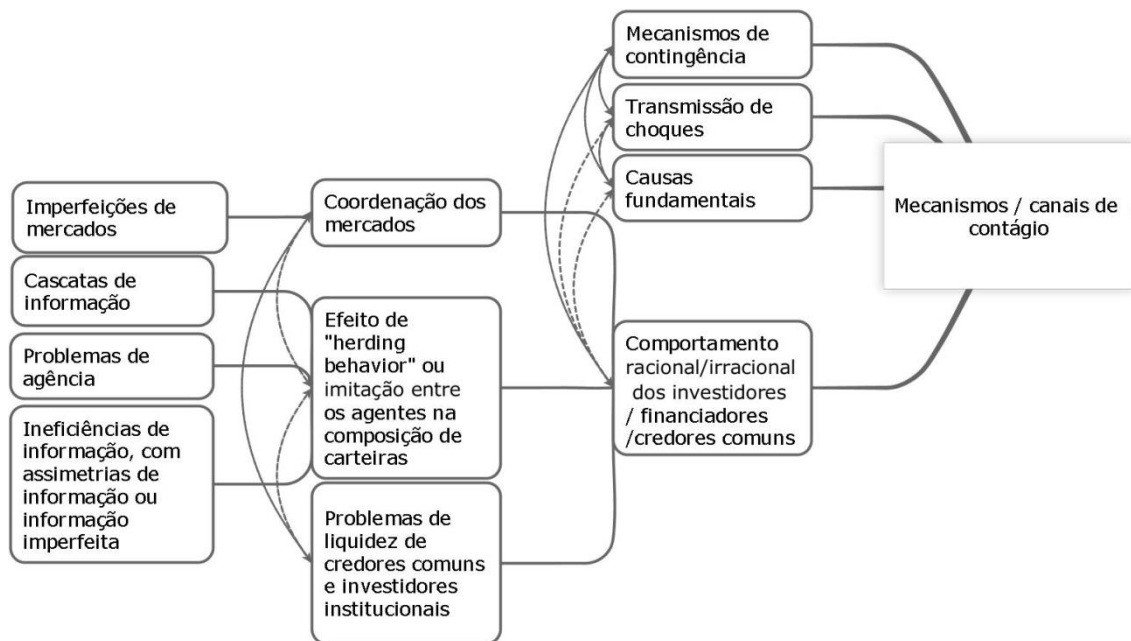 Mecanismos de
contingência
Transmissão de
choques
Causas
fundamentais
Mecanismos / canais de
contágio
Imperfeições de
mercados
Coordenação dos
mercados
Cascatas de
informação
Problemas de
agência
Ineficiências de
informação, com
assimetrias de
informação ou
informação
imperfeita
Efeito de
"herding
behavior" ou
imitação entre
os agentes na
composição de
carteiras
Comportamento
racional/irracional
dos investidores
/ financiadores
/credores comuns
Problemas de
liquidez de
credores comuns
e investidores
institucionais